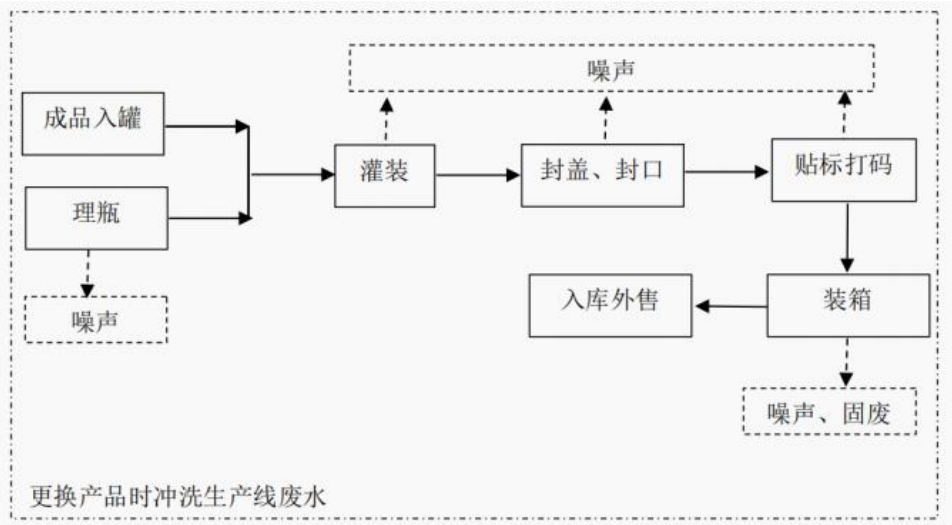 噪声
成品入罐
灌装
封盖、封口
贴标打码
理瓶
噪声
入库外售
装箱
噪声、固废
更换产品时冲洗生产线废水